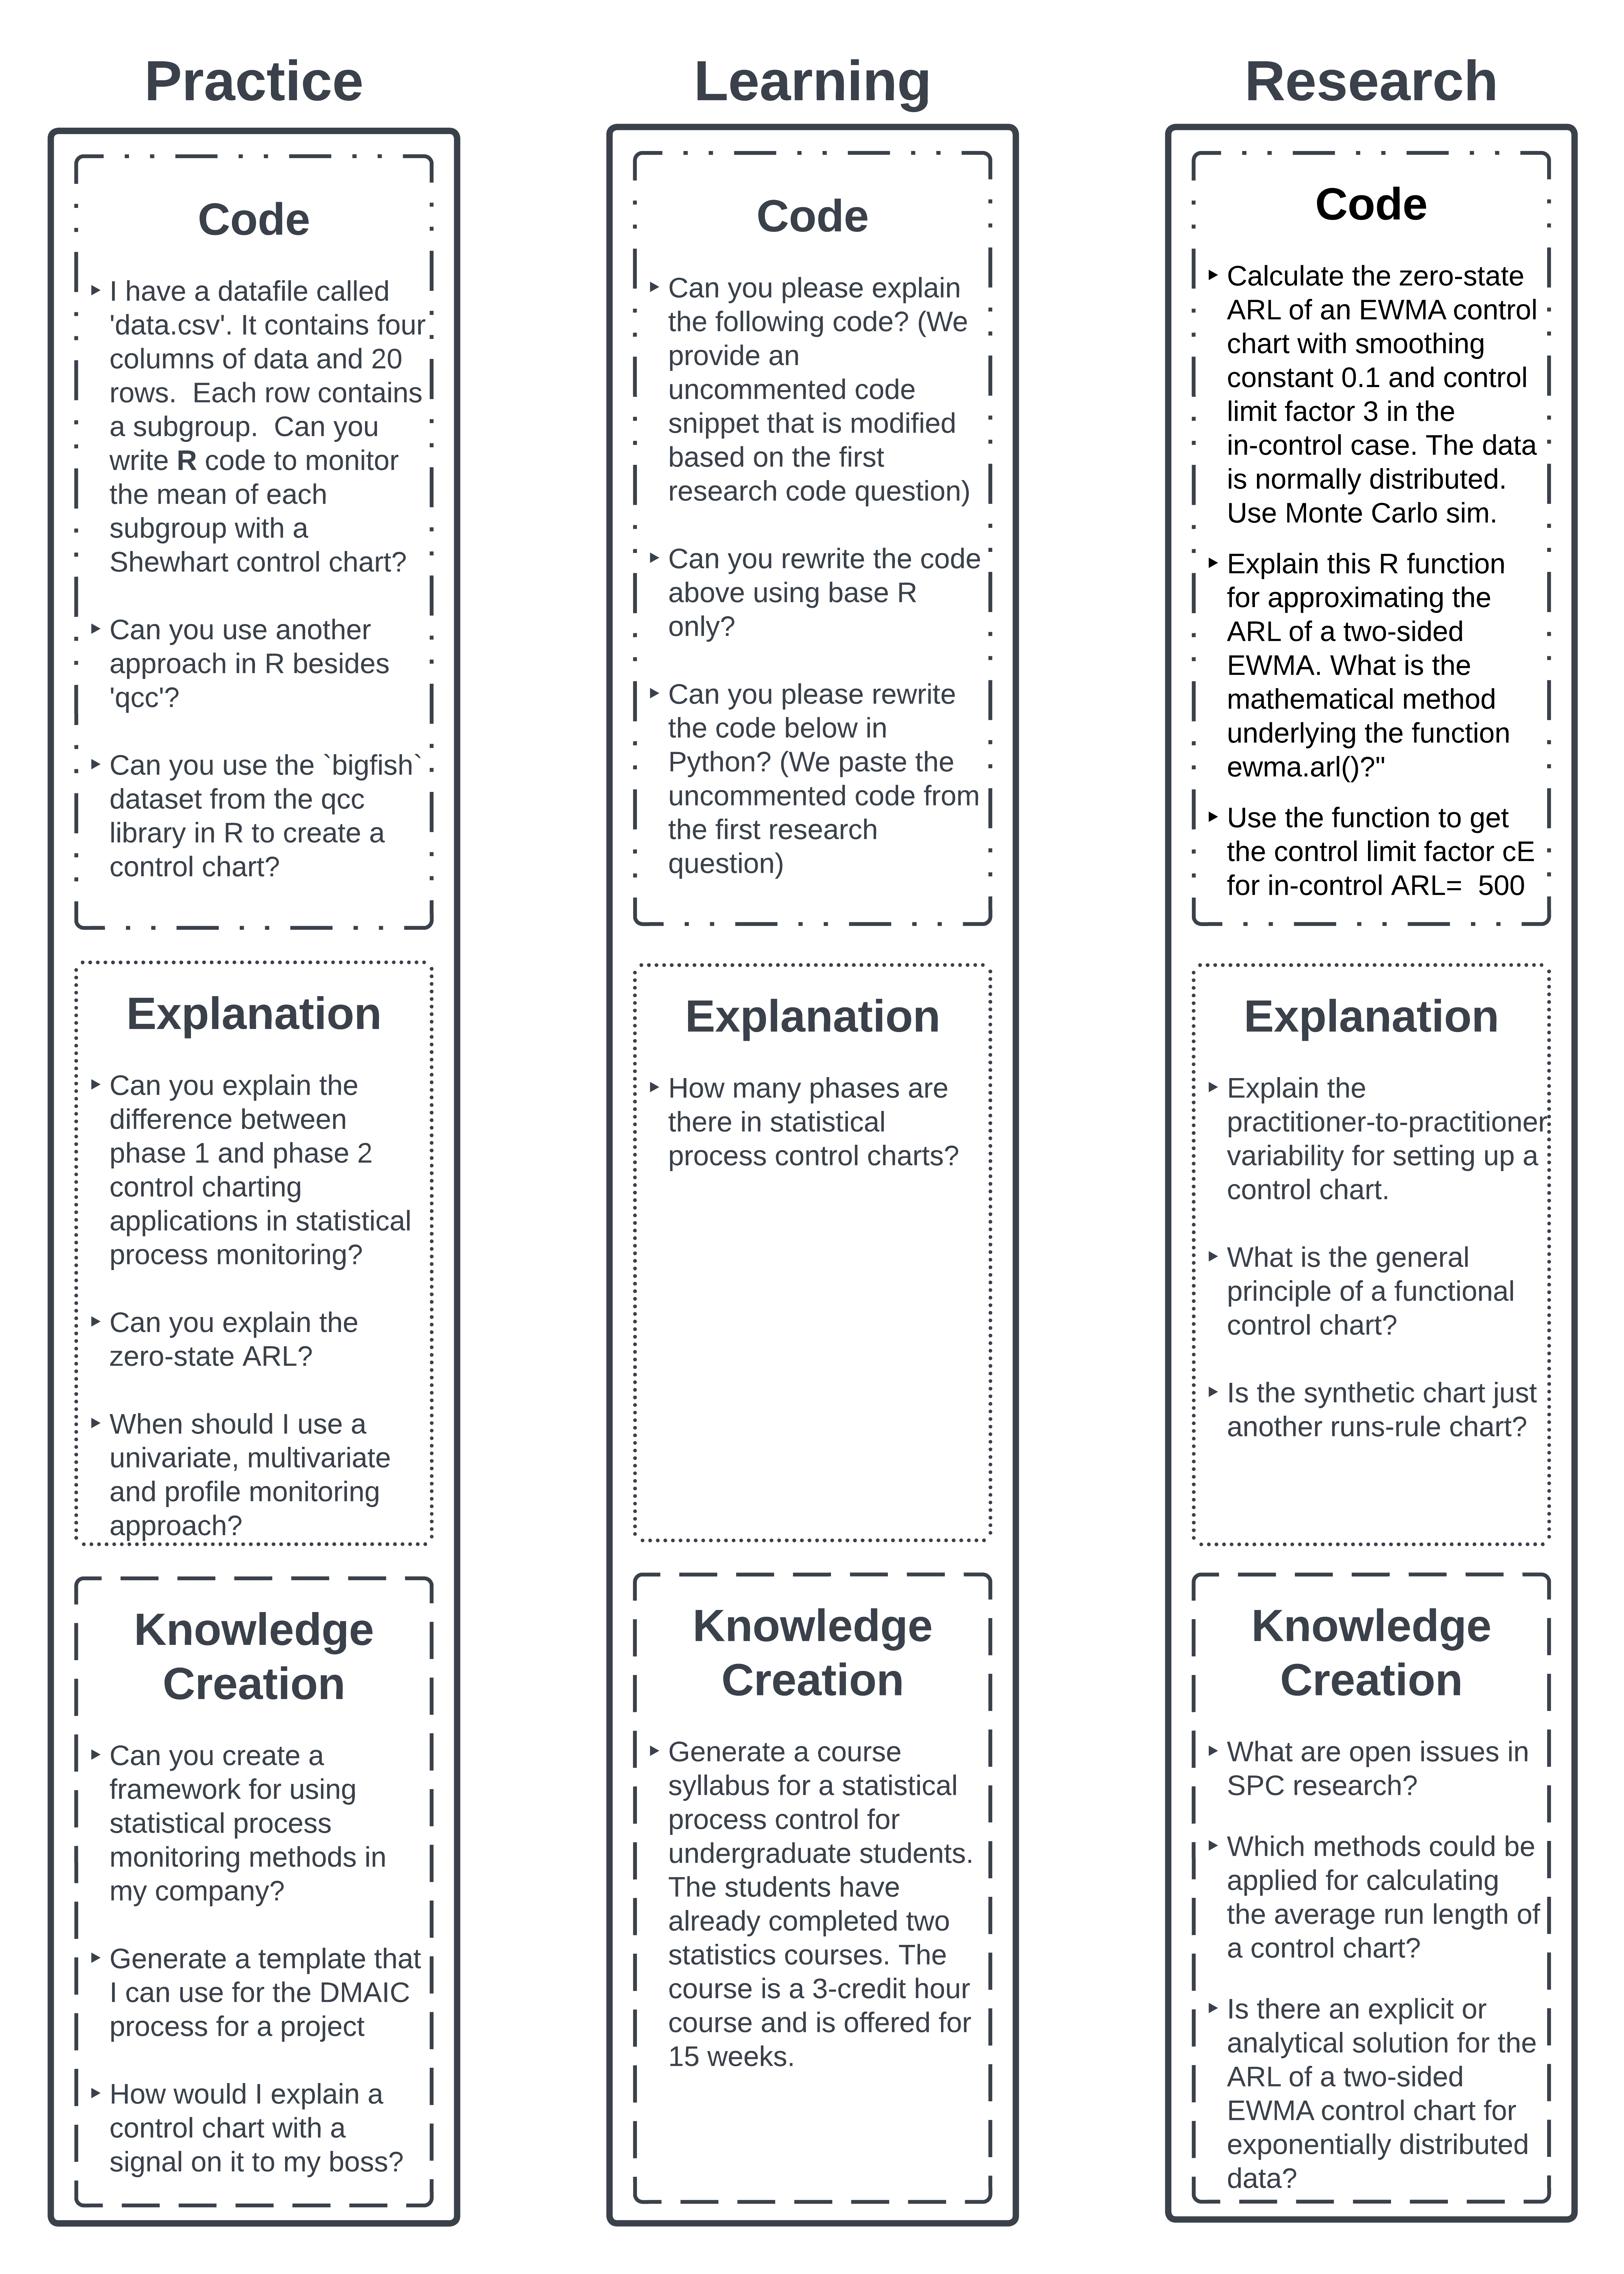 Practice
Code
‣ I have a datafile called
'data.csv'. It contains four
columns of data and 20
rows.  Each row contains
a subgroup.  Can you
write R code to monitor
the mean of each
subgroup with a
Shewhart control chart?
‣ Can you use another
approach in R besides
'qcc'?
‣ Can you use the `bigfish`
dataset from the qcc
library in R to create a
control chart?
Explanation
‣ Can you explain the
difference between
phase 1 and phase 2
control charting
applications in statistical
process monitoring?
‣ Can you explain the
zero-state ARL?
‣ When should I use a
univariate, multivariate
and profile monitoring
approach?
Knowledge
Creation
‣ Can you create a
framework for using
statistical process
monitoring methods in
my company?
‣ Generate a template that
I can use for the DMAIC
process for a project
‣ How would I explain a
control chart with a
signal on it to my boss?
Learning
Code
‣ Can you please explain
the following code? (We
provide an
uncommented code
snippet that is modified
based on the first
research code question)
‣ Can you rewrite the code
above using base R
only?
‣ Can you please rewrite
the code below in
Python? (We paste the
uncommented code from
the first research
question)
Explanation
‣ How many phases are
there in statistical
process control charts?
Knowledge
Creation
‣ Generate a course
syllabus for a statistical
process control for
undergraduate students.
The students have
already completed two
statistics courses. The
course is a 3-credit hour
course and is offered for
15 weeks.
Research
Code
‣ Calculate the zero-state
ARL of an EWMA control
chart with smoothing
constant 0.1 and control
limit factor 3 in the
in-control case. The data
is normally distributed.
Use Monte Carlo sim.
‣ Explain this R function
for approximating the
ARL of a two-sided
EWMA. What is the
mathematical method
underlying the function
ewma.arl()?"
‣ Use the function to get
the control limit factor cE
for in-control ARL=  500
Explanation
‣ Explain the
practitioner-to-practitioner
variability for setting up a
control chart.
‣ What is the general
principle of a functional
control chart?
‣ Is the synthetic chart just
another runs-rule chart?
Knowledge
Creation
‣ What are open issues in
SPC research?
‣ Which methods could be
applied for calculating
the average run length of
a control chart?
‣ Is there an explicit or
analytical solution for the
ARL of a two-sided
EWMA control chart for
exponentially distributed
data?